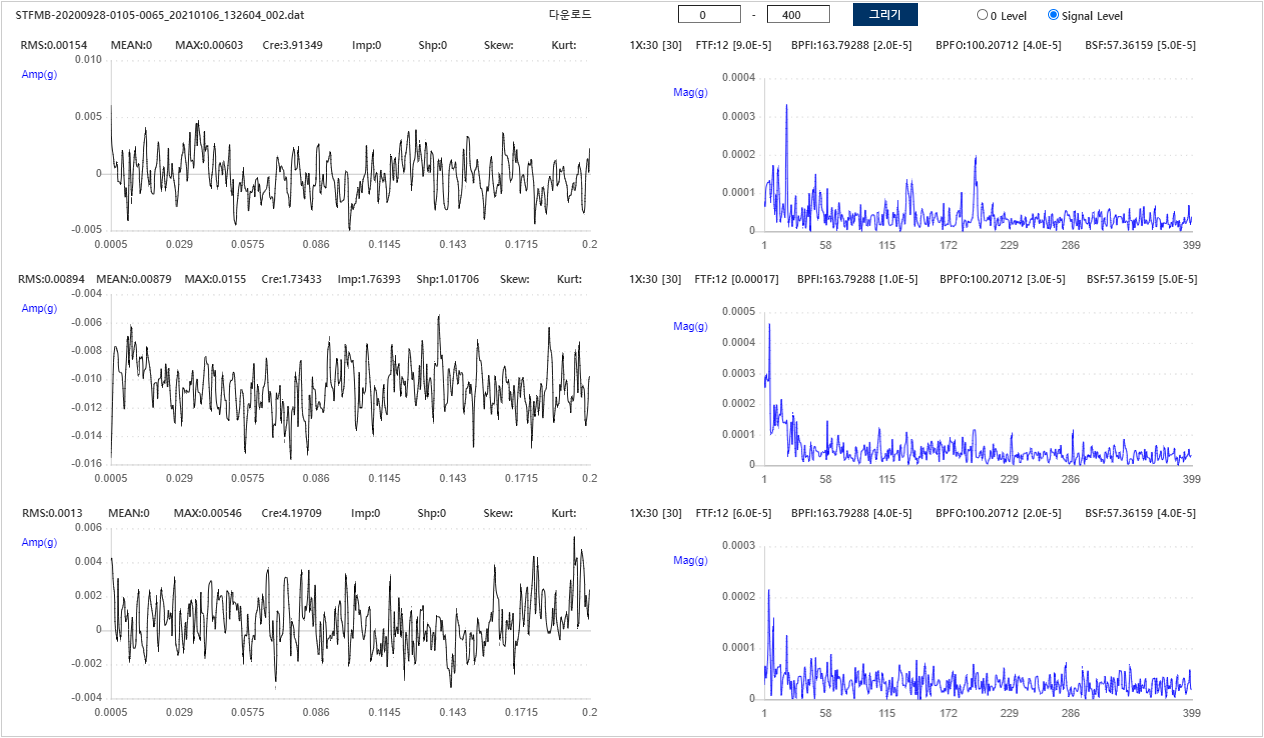 STFMB-20200928-0105-0065_20210106_132604_002.dat 다운로드 0 - 400 그리기 0 Level Signal Level
RMS:0.00154 MEAN:0 MAX:0.00603 Cre:3.91349 Imp:0 Shp:0 Skew: Kurt:
Amp(g)
0.010
0.005
0
-0.005
0.0005 0.029 0.0575 0.086 0.1145 0.143 0.1715 0.2
1X:30 [30] FTF:12 [9.0E-5] BPFI:163.79288 [2.0E-5] BPFO:100.20712 [4.0E-5] BSF:57.36159 [5.0E-5]
Mag(g)
0.0004
0.0003
0.0002
0.0001
0
1 58 115 172 229 286 399
RMS:0.00894 MEAN:0.00879 MAX:0.0155 Cre:1.73433 Imp:1.76393 Shp:1.01706 Skew: Kurt:
Amp(g)
-0.004
-0.006
-0.008
-0.010
-0.012
-0.014
-0.016
0.0005 0.029 0.0575 0.086 0.1145 0.143 0.1715 0.2
1X:30 [30] FTF:12 [0.00017] BPFI:163.79288 [1.0E-5] BPFO:100.20712 [3.0E-5] BSF:57.36159 [5.0E-5]
Mag(g)
0.0005
0.0004
0.0003
0.0002
0.0001
0
1 58 115 172 229 286 399
RMS:0.0013 MEAN:0 MAX:0.00546 Cre:4.19709 Imp:0 Shp:0 Skew: Kurt:
Amp(g)
0.006
0.004
0.002
0
-0.002
-0.004
0.0005 0.029 0.0575 0.086 0.1145 0.143 0.1715 0.2
1X:30 [30] FTF:12 [6.0E-5] BPFI:163.79288 [4.0E-5] BPFO:100.20712 [2.0E-5] BSF:57.36159 [4.0E-5]
Mag(g)
0.0003
0.0002
0.0001
0
1 58 115 172 229 286 399